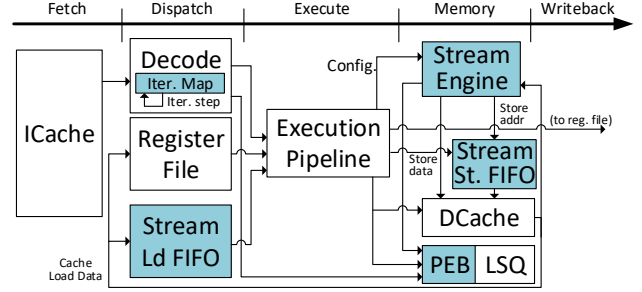 Fetch
Dispatch
Execute
Memory
Writeback
ICache
Decode
Iter. Map
Iter. step
Register
File
Stream
Ld FIFO
Cache
Load Data
Execution
Pipeline
Config.
Stream
Engine
Store
addr
(to reg. file)
Store
data
Stream
St. FIFO
DCache
PEB
LSQ